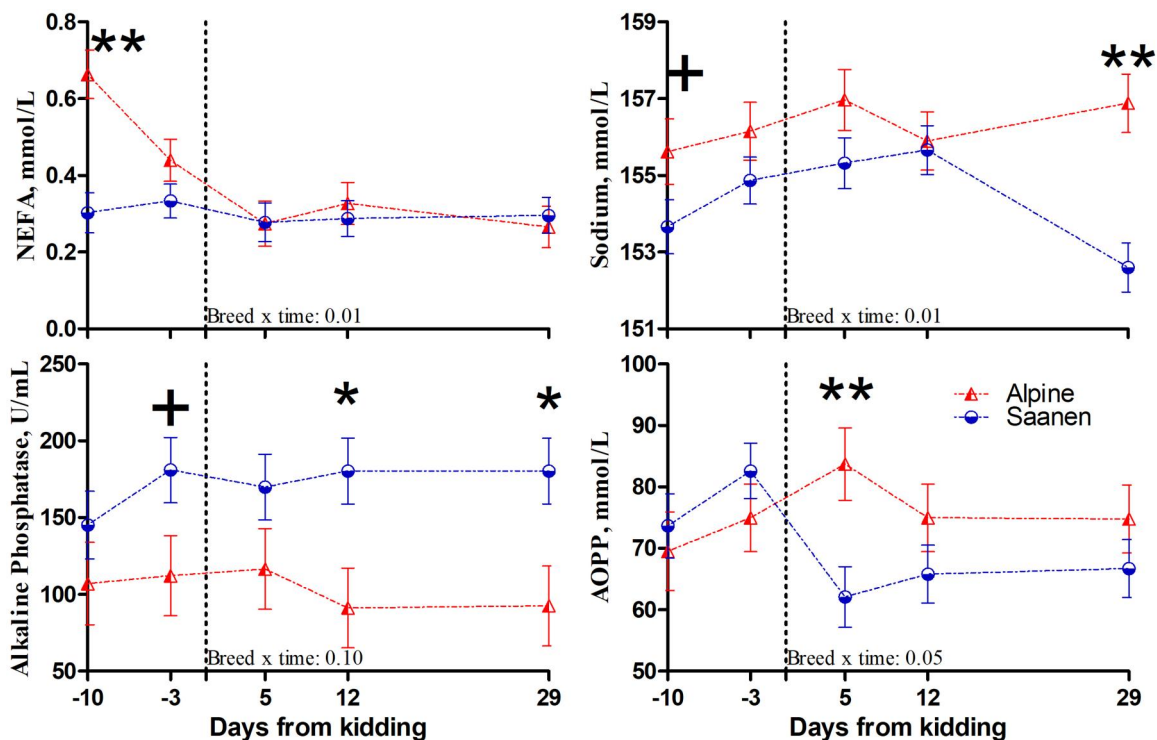 NEFA, mmol/L
0.8
0.6
0.4
0.2
0.0
**
Breed x time: 0.01
Sodium, mmol/L
159
157
155
153
151
+
**
Breed x time: 0.01
Alkaline Phosphatase, U/mL
250
200
150
100
50
+
*
*
Breed x time: 0.10
-10 -3 5 12 29
Days from kidding
AOPP, mmol/L
100
90
80
70
60
50
**
Alpine
Saanen
Breed x time: 0.05
-10 -3 5 12 29
Days from kidding